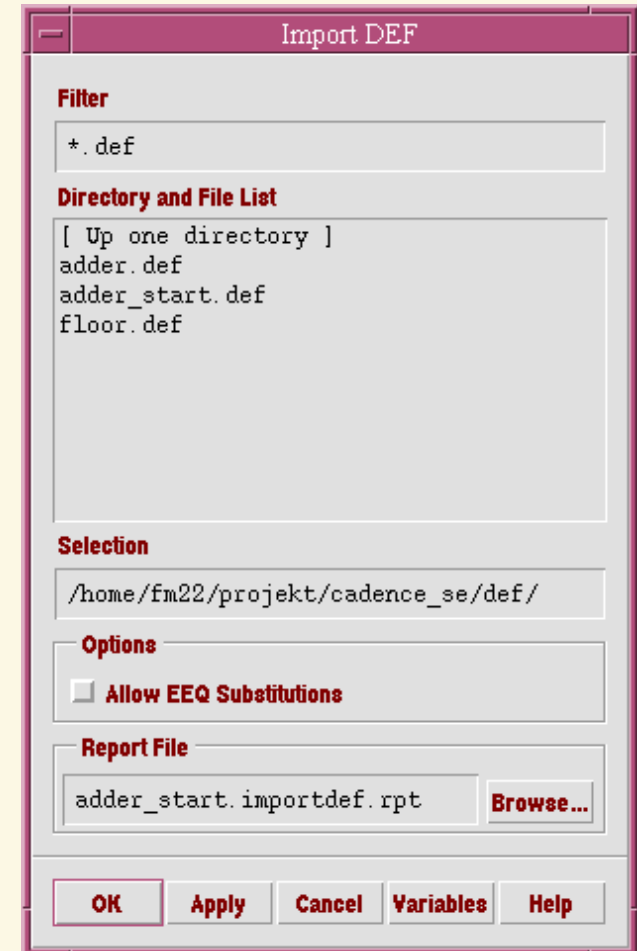 Import DEF
Filter
*.def
Directory and File List
[ Up one directory ]
adder.def
adder_start.def
floor.def
Selection
/home/fm22/projekt/cadence_se/def/
Options
Allow EEQ Substitutions
Report File
adder_start.importdef.rpt Browse...
OK Apply Cancel Variables Help